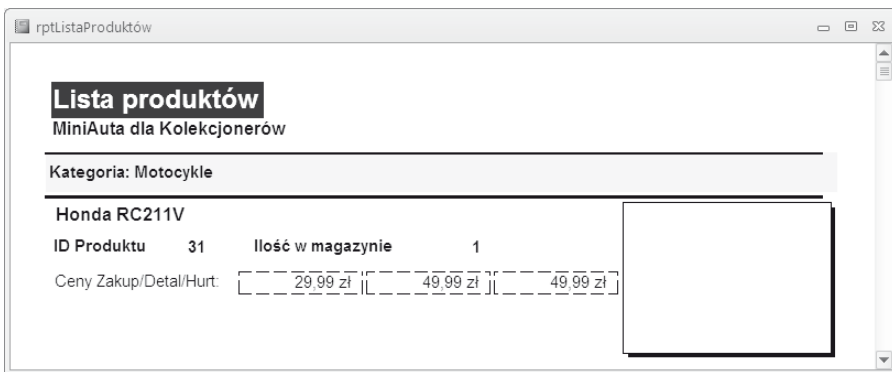 rptListaProduktów
Lista produktów
MiniAuta dla Kolekcjonerów
Kategoria: Motocykle
Honda RC211V
ID Produktu 31 Ilość w magazynie 1
Ceny Zakup/Detal/Hurt: 29,99 zł 49,99 zł 49,99 zł